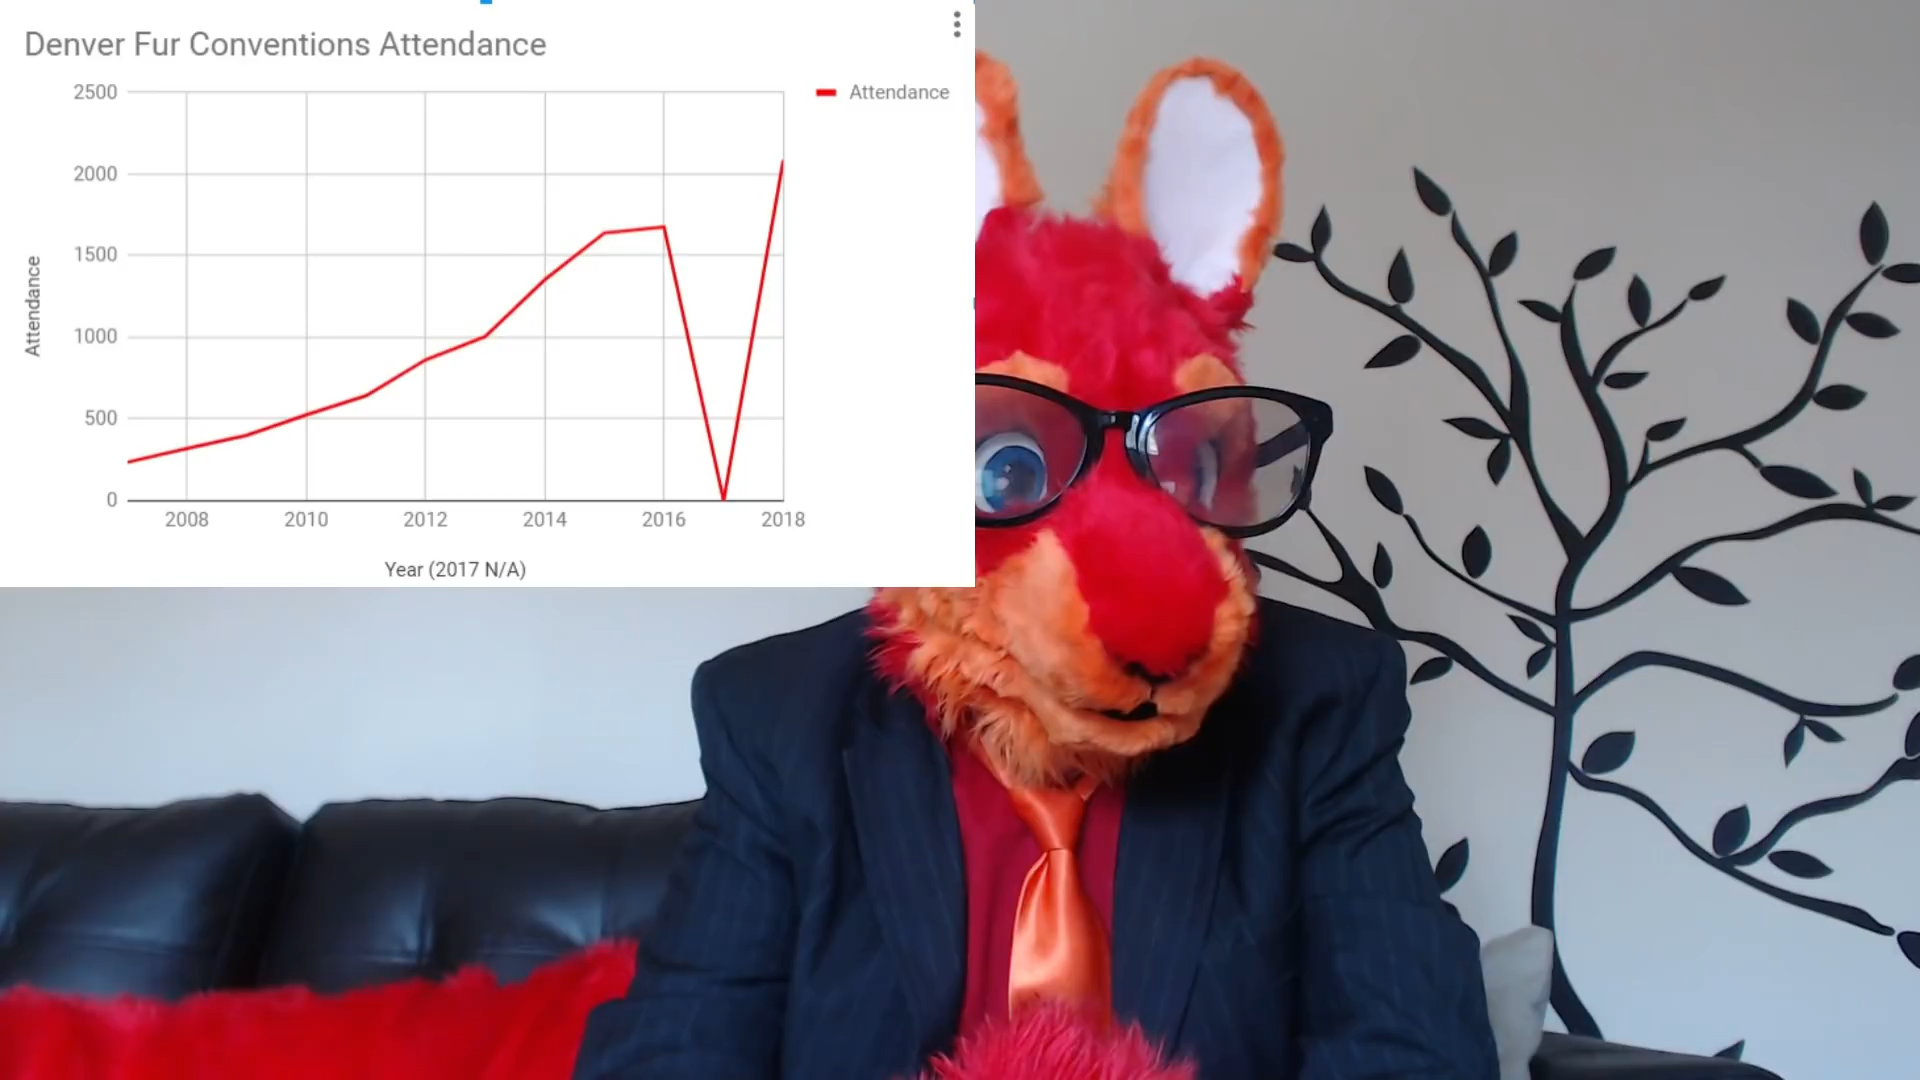 Denver Fur Conventions Attendance
Attendance
2500
2000
1500
1000
500
0
Attendance
2008 2010 2012 2014 2016 2018
Year (2017 N/A)